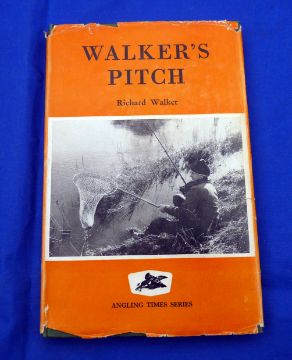 WALKER'S
PITCH
Richard Walker
ANGLING TIMES SERIES